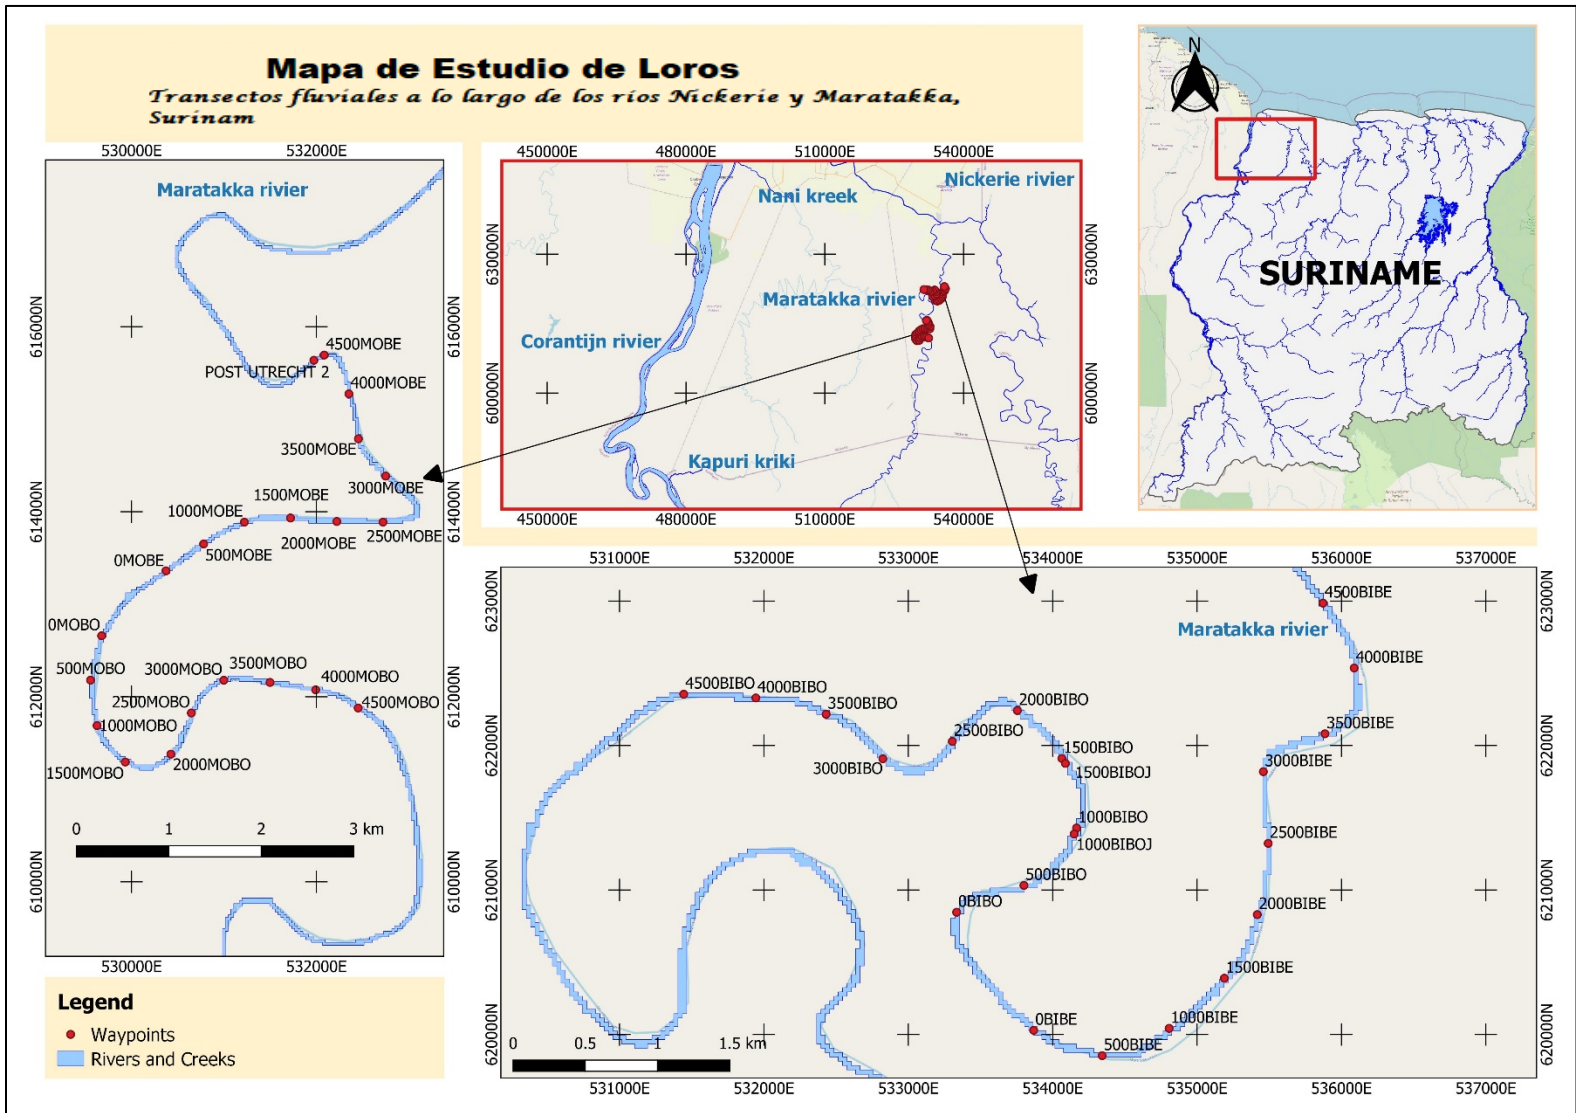 Mapa de Estudio de Loros
Transectos fluviales a lo largo de los ríos Nickerie y Maratakka,
Surinam
530000E 532000E
Maratakka rivier
616000N 616000N
4500MOBE
POST UTRECHT 2
4000MOBE
3500MOBE
3000MOBE
1500MOBE
1000MOBE
2000MOBE 2500MOBE
614000N 614000N
500MOBE
0MOBE
0MOBO
500MOBO
3000MOBO 3500MOBO
4000MOBO
2500MOBO
4500MOBO
612000N 612000N
1000MOBO
1500MOBO
2000MOBO
0 1 2 3 km
610000N 610000N
530000E 532000E
Legend
Waypoints
Rivers and Creeks
450000E 480000E 510000E 540000E
Nani kreek
Nickerie rivier
630000N 630000N
Maratakka rivier
Corantijn rivier
600000N 600000N
Kapuri kriki
450000E 480000E 510000E 540000E
N
SURINAME
531000E 532000E 533000E 534000E 535000E 536000E 537000E
623000N 623000N
4500BIBE
Maratakka rivier
4000BIBE
4500BIBO
4000BIBO
3500BIBO
2000BIBO
3500BIBE
2500BIBO
622000N 622000N
1500BIBO
3000BIBO
1500BIBOJ
3000BIBE
1000BIBO
1000BIBOJ
2500BIBE
500BIBO
621000N 621000N
0BIBO
2000BIBE
1500BIBE
0BIBE
1000BIBE
620000N 620000N
500BIBE
0 0.5 1 1.5 km
531000E 532000E 533000E 534000E 535000E 536000E 537000E